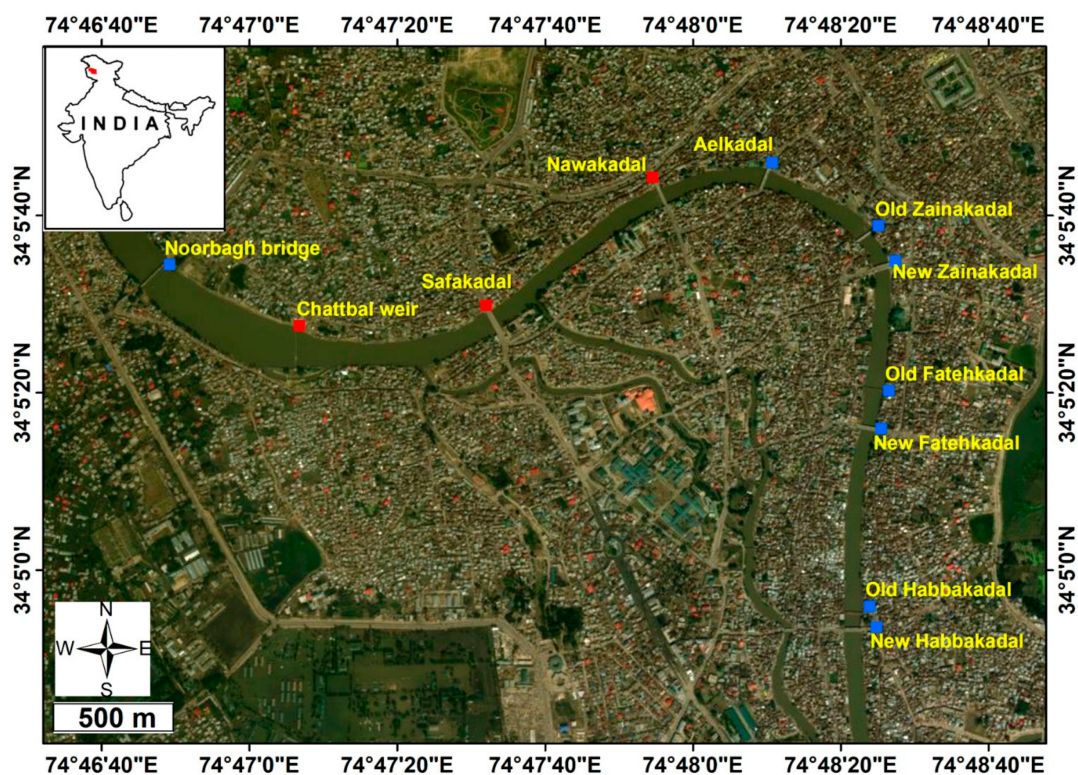 74°46'40"E 74°47'0"E 74°47'20"E 74°47'40"E 74°48'0"E 74°48'20"E 74°48'40"E
INDIA
Aelkadal
Nawakadal
34°5'40"N
Old Zainakadal
34°5'40"N
Noorbagh bridge
New Zainakadal
Safakadal
Chattbal weir
34°5'20"N
Old Fatehkadal
34°5'20"N
New Fatehkadal
34°5'0"N
34°5'0"N
Old Habbakadal
N
W E
S
New Habbakadal
500 m
74°46'40"E 74°47'0"E 74°47'20"E 74°47'40"E 74°48'0"E 74°48'20"E 74°48'40"E